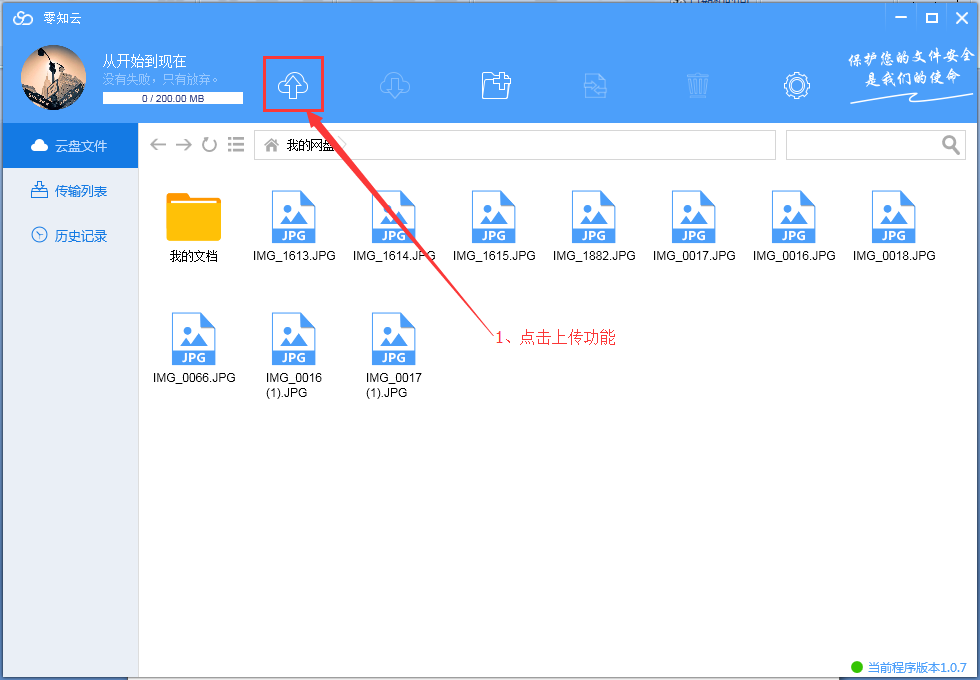 零知云
从开始到现在
没有失败，只有放弃。
0 / 200.00 MB
保护您的文件安全
是我们的使命
云盘文件
传输列表
历史记录
我的网盘
JPG JPG JPG JPG JPG JPG JPG
我的文档 IMG_1613.JPG IMG_1614.JPG IMG_1615.JPG IMG_1882.JPG IMG_0017.JPG IMG_0016.JPG IMG_0018.JPG
1、点击上传功能
JPG JPG JPG
IMG_0066.JPG IMG_0016 IMG_0017
(1).JPG (1).JPG
当前程序版本1.0.7